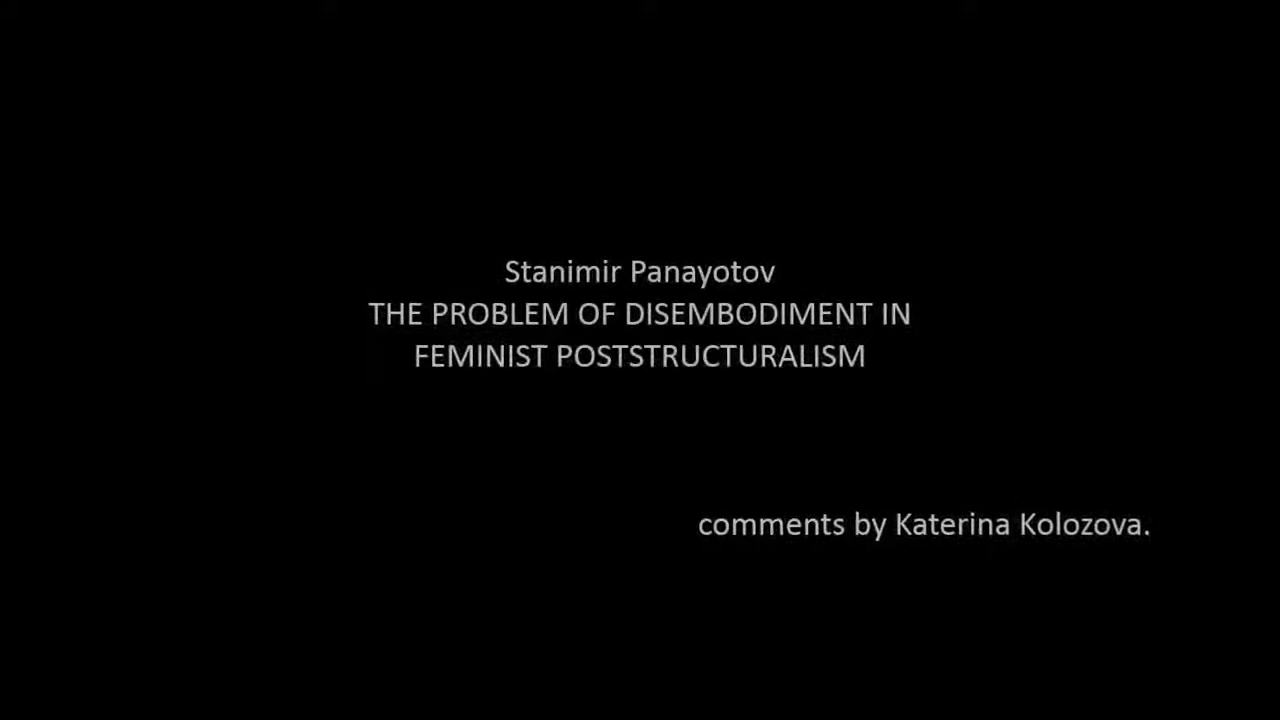 Stanimir Panayotov
THE PROBLEM OF DISEMBODIMENT IN
FEMINIST POSTSTRUCTURALISM
comments by Katerina Kolozova.